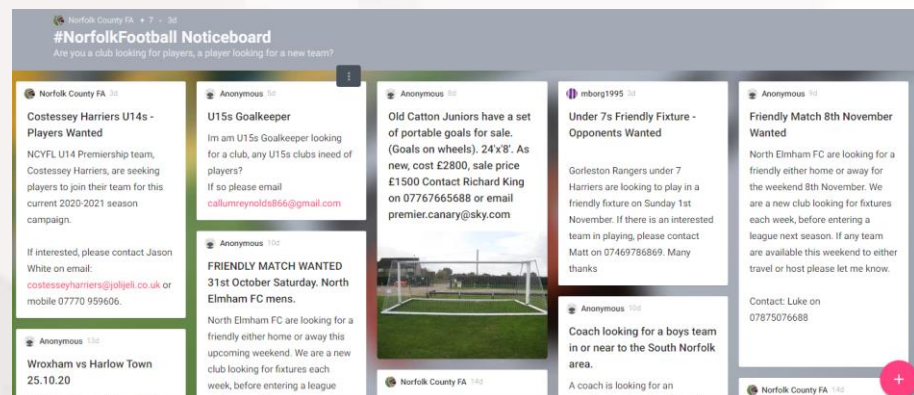 Norfolk County FA • 7 • 3d
#NorfolkFootball Noticeboard
Are you a club looking for players, a player looking for a new team?
Norfolk County FA 3d
Costessey Harriers U14s -
Players Wanted
NCYFL U14 Premiership team,
Costessey Harriers, are seeking
players to join their team for this
current 2020-2021 season
campaign.
If interested, please contact Jason
White on email:
costesseyharriers@jolijeli.co.uk or
mobile 07770 959606.
Anonymous 13d
Wroxham vs Harlow Town
25.10.20
Anonymous 5d
U15s Goalkeeper
Im am U15s Goalkeeper looking
for a club, any U15s clubs ineed of
players?
If so please email
callumreynolds866@gmail.com
Anonymous 10d
FRIENDLY MATCH WANTED
31st October Saturday. North
Elmham FC mens.
North Elmham FC are looking for a
friendly either home or away this
upcoming weekend. We are a new
club looking for fixtures each
week, before entering a league
Anonymous 8d
Old Catton Juniors have a set
of portable goals for sale.
(Goals on wheels). 24'x'8'. As
new, cost £2800, sale price
£1500 Contact Richard King
on 07767665688 or email
premier.canary@sky.com
Norfolk County FA 14d
mborg1995 3d
Under 7s Friendly Fixture -
Opponents Wanted
Gorleston Rangers under 7
Harriers are looking to play in a
friendly fixture on Sunday 1st
November. If there is an interested
team in playing, please contact
Matt on 07469786869. Many
thanks
Anonymous 10d
Coach looking for a boys team
in or near to the South Norfolk
area.
A coach is looking for an
Anonymous 9d
Friendly Match 8th November
Wanted
North Elmham FC are looking for a
friendly either home or away for
the weekend 8th November. We
are a new club looking for fixtures
each week, before entering a
league next season. If any team
are available this weekend to either
travel or host please let me know.
Contact: Luke on
07875076688
Norfolk County FA 14d